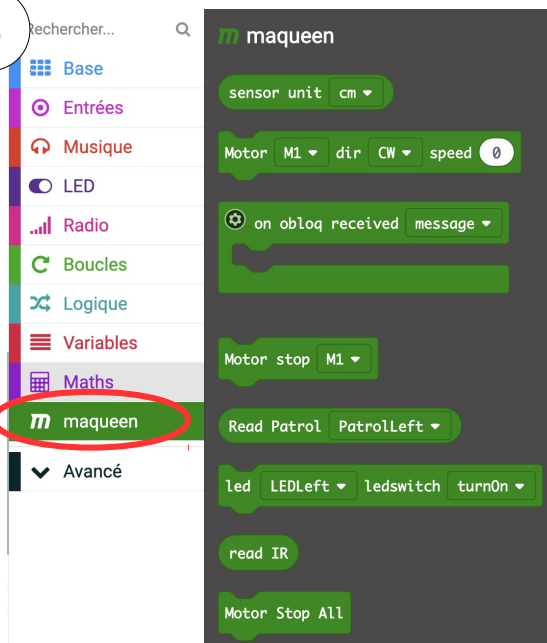 Rechercher...
Base
Entrées
Musique
LED
Radio
Boucles
Logique
Variables
Maths
maqueen
Avancé
maqueen
sensor unit cm
Motor M1 dir CW speed 0
on obloq received message
Motor stop M1
Read Patrol PatrolLeft
led LEDLeft ledswitch turnOn
read IR
Motor Stop All